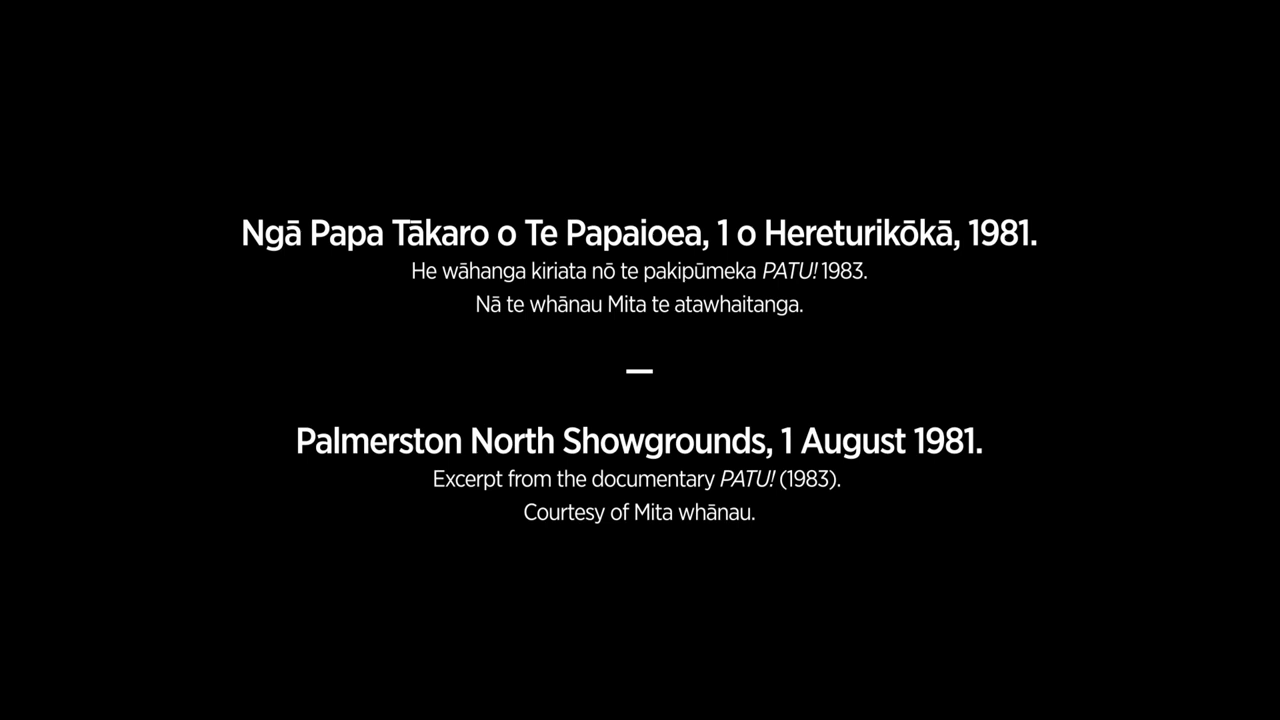 Ngā Papa Tākaro o Te Papaioea, 1 o Hereturikōkā, 1981.
He wāhanga kiriata nō te pakipūmeka PATU! 1983.
Nā te whānau Mita te atawhaitanga.
—
Palmerston North Showgrounds, 1 August 1981.
Excerpt from the documentary PATU! (1983).
Courtesy of Mita whānau.